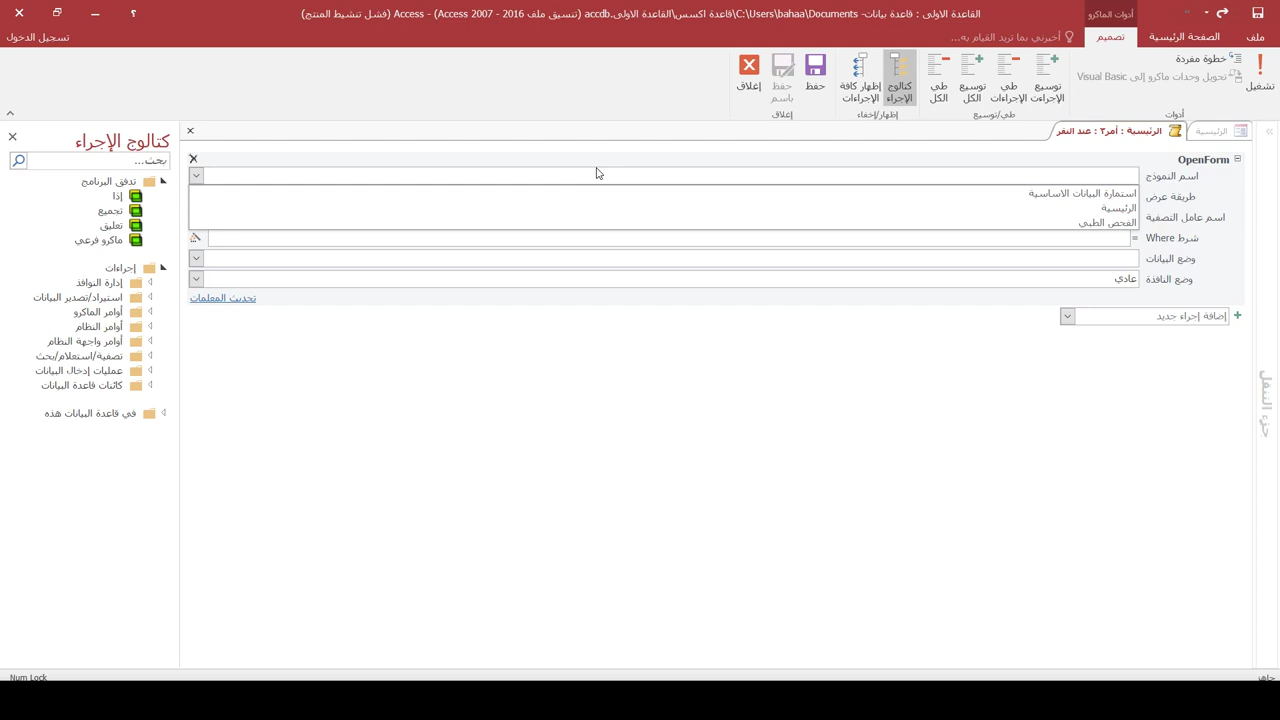 القاعدة الاولى : قاعدة بيانات- C:\Users\bahaa\Documents\قاعدة اكسس\القاعدة الاولى.accdb (تنسيق ملف Access 2007 - 2016) - Access (فشل تنشيط المنتج)
أدوات الماكرو
ملف
الصفحة الرئيسية
تصميم
أخبرني بما تريد القيام به...
تسجيل الدخول
تشغيل
خطوة مفردة
تحويل وحدات ماكرو إلى Visual Basic
أدوات
توسيع الإجراءات
طي الإجراءات
توسيع الكل
طي الكل
طي/توسيع
كتالوج الإجراء
إظهار كافة الإجراءات
إظهار/إخفاء
حفظ
حفظ باسم
إغلاق
إغلاق
الرئيسية
الرئيسية : أمر٣ : عند النقر
جزء التنقل
OpenForm
اسم النموذج
استمارة البيانات الاساسية
الرئيسية
الفحص الطبي
طريقة عرض
اسم عامل التصفية
شرط Where =
وضع البيانات
وضع النافذة عادي
تحديث المعلمات
إضافة إجراء جديد
كتالوج الإجراء
بحث...
تدفق البرنامج
إذا
تجميع
تعليق
ماكرو فرعي
إجراءات
إدارة النوافذ
استيراد/تصدير البيانات
أوامر الماكرو
أوامر النظام
أوامر واجهة النظام
تصفية/استعلام/بحث
عمليات إدخال البيانات
كائنات قاعدة البيانات
في قاعدة البيانات هذه
جاهز
Num Lock